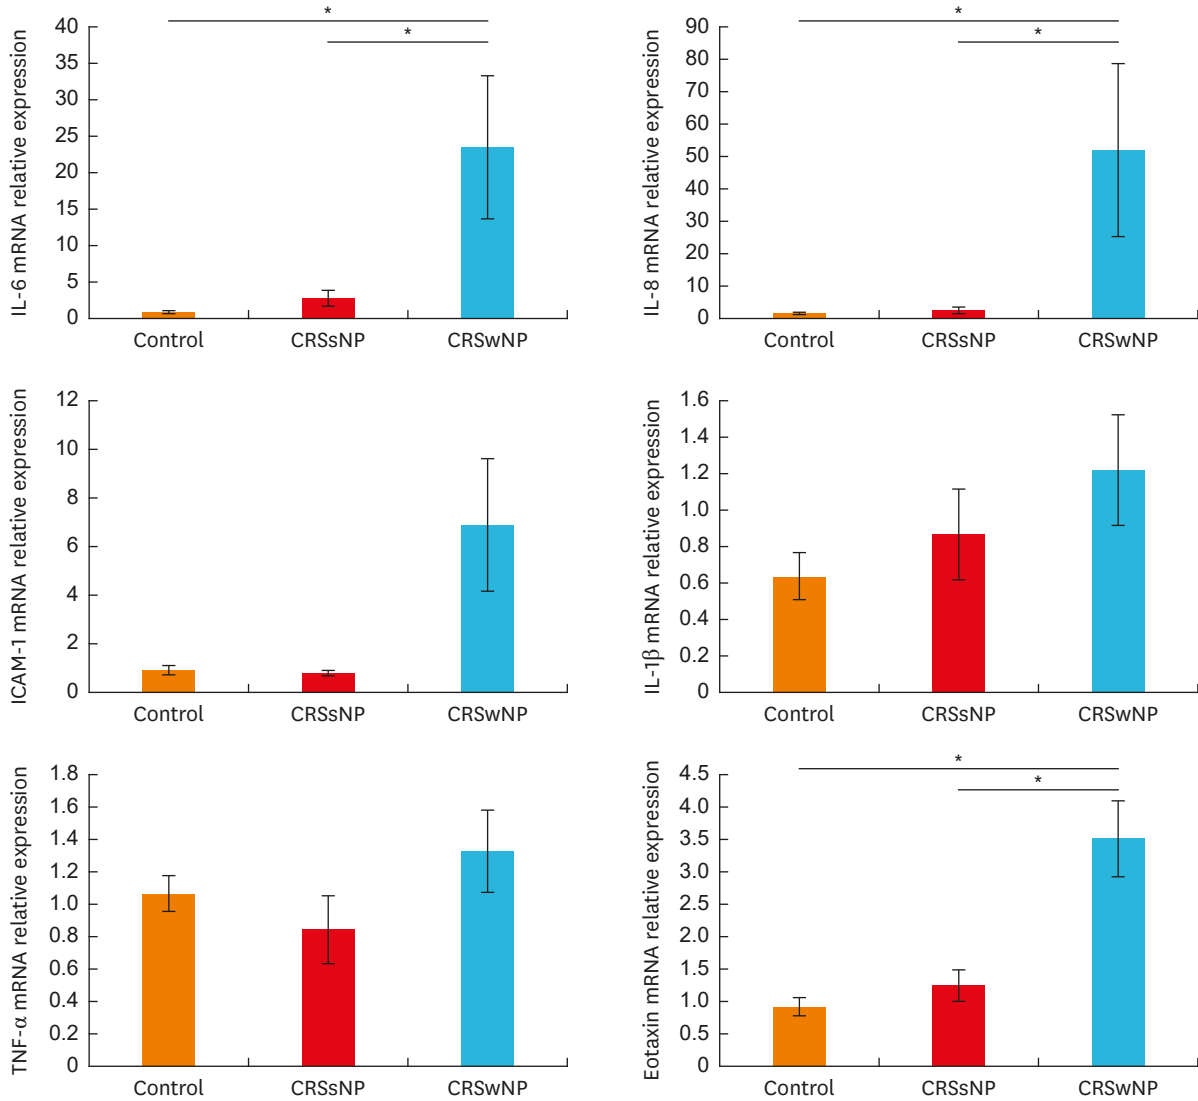 *
*
IL-6 mRNA relative expression
40
35
30
25
20
15
10
5
0
Control
CRSsNP
CRSwNP
*
*
IL-8 mRNA relative expression
90
80
70
60
50
40
30
20
10
0
Control
CRSsNP
CRSwNP
ICAM-1 mRNA relative expression
12
10
8
6
4
2
0
Control
CRSsNP
CRSwNP
IL-1β mRNA relative expression
1.6
1.4
1.2
1.0
0.8
0.6
0.4
0.2
0
Control
CRSsNP
CRSwNP
TNF-α mRNA relative expression
1.8
1.6
1.4
1.2
1.0
0.8
0.6
0.4
0.2
0
Control
CRSsNP
CRSwNP
*
*
Eotaxin mRNA relative expression
4.5
4.0
3.5
3.0
2.5
2.0
1.5
1.0
0.5
0
Control
CRSsNP
CRSwNP